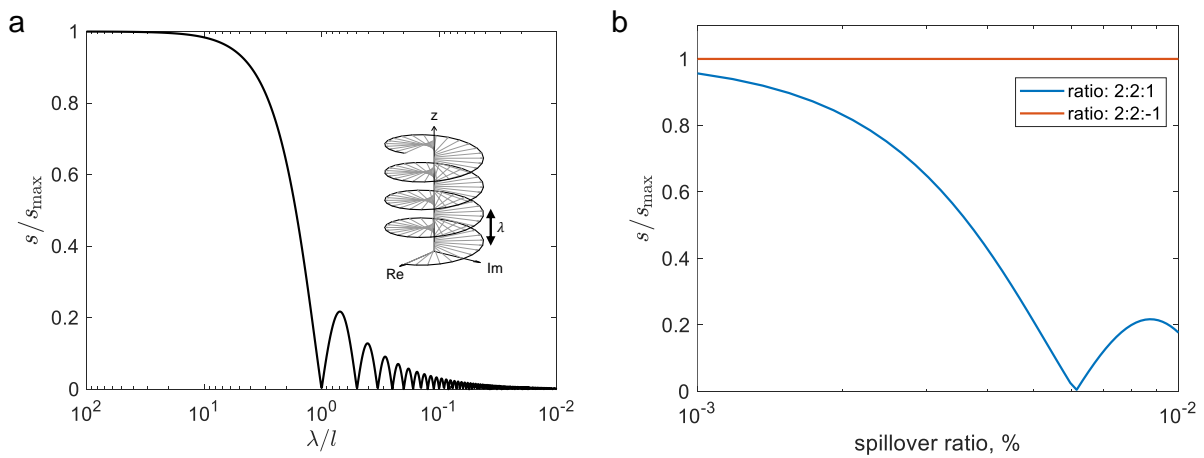 a
s / s_max
1
0.8
0.6
0.4
0.2
0
z
λ
Re
Im
10^2
10^1
10^0
10^-1
10^-2
λ/l
b
s / s_max
1
0.8
0.6
0.4
0.2
0
ratio: 2:2:1
ratio: 2:2:-1
10^-3
10^-2
spillover ratio, %